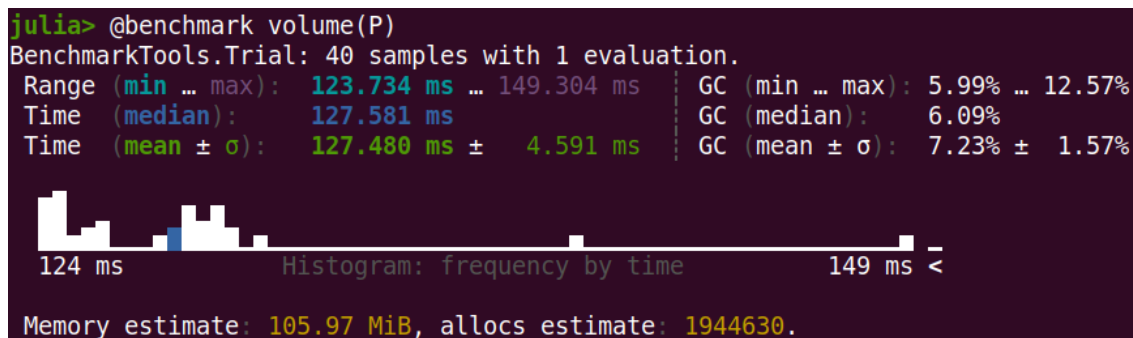 julia> @benchmark volume(P)
BenchmarkTools.Trial: 40 samples with 1 evaluation.
Range (min … max): 123.734 ms … 149.304 ms ┊ GC (min … max): 5.99% … 12.57%
Time (median): 127.581 ms ┊ GC (median): 6.09%
Time (mean ± σ): 127.480 ms ± 4.591 ms ┊ GC (mean ± σ): 7.23% ± 1.57%
124 ms Histogram: frequency by time 149 ms <
Memory estimate: 105.97 MiB, allocs estimate: 1944630.